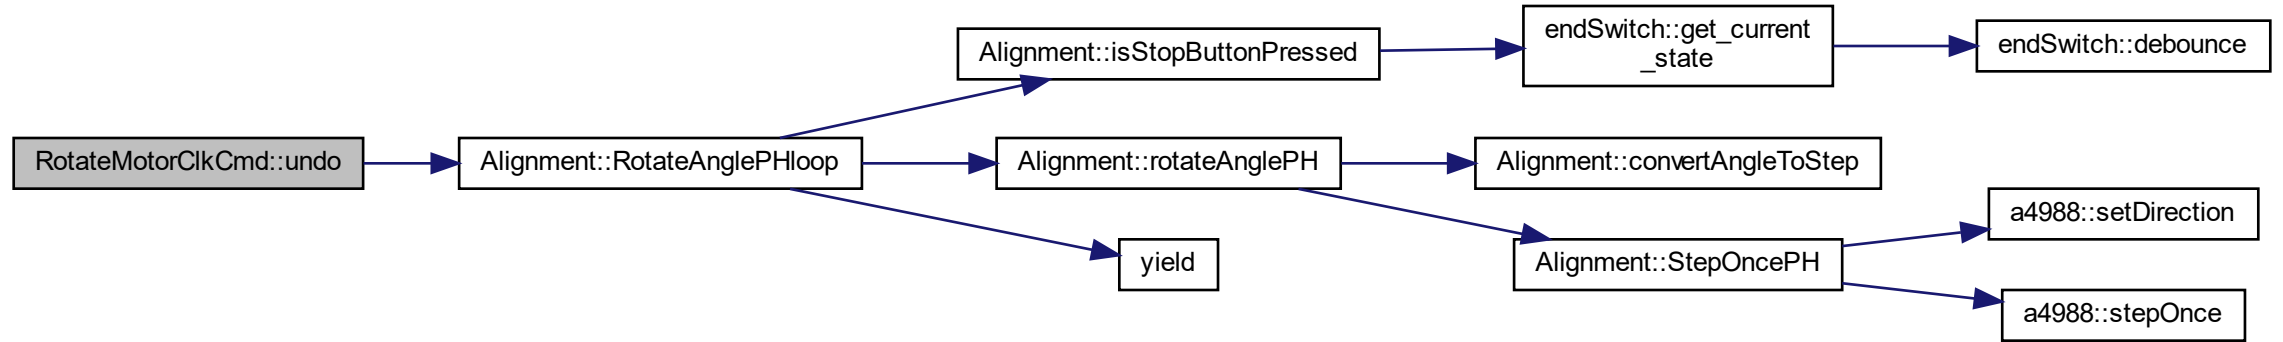 RotateMotorClkCmd::undo
Alignment::RotateAnglePHloop
Alignment::isStopButtonPressed
endSwitch::get_current
_state
endSwitch::debounce
Alignment::rotateAnglePH
Alignment::convertAngleToStep
yield
Alignment::StepOncePH
a4988::setDirection
a4988::stepOnce